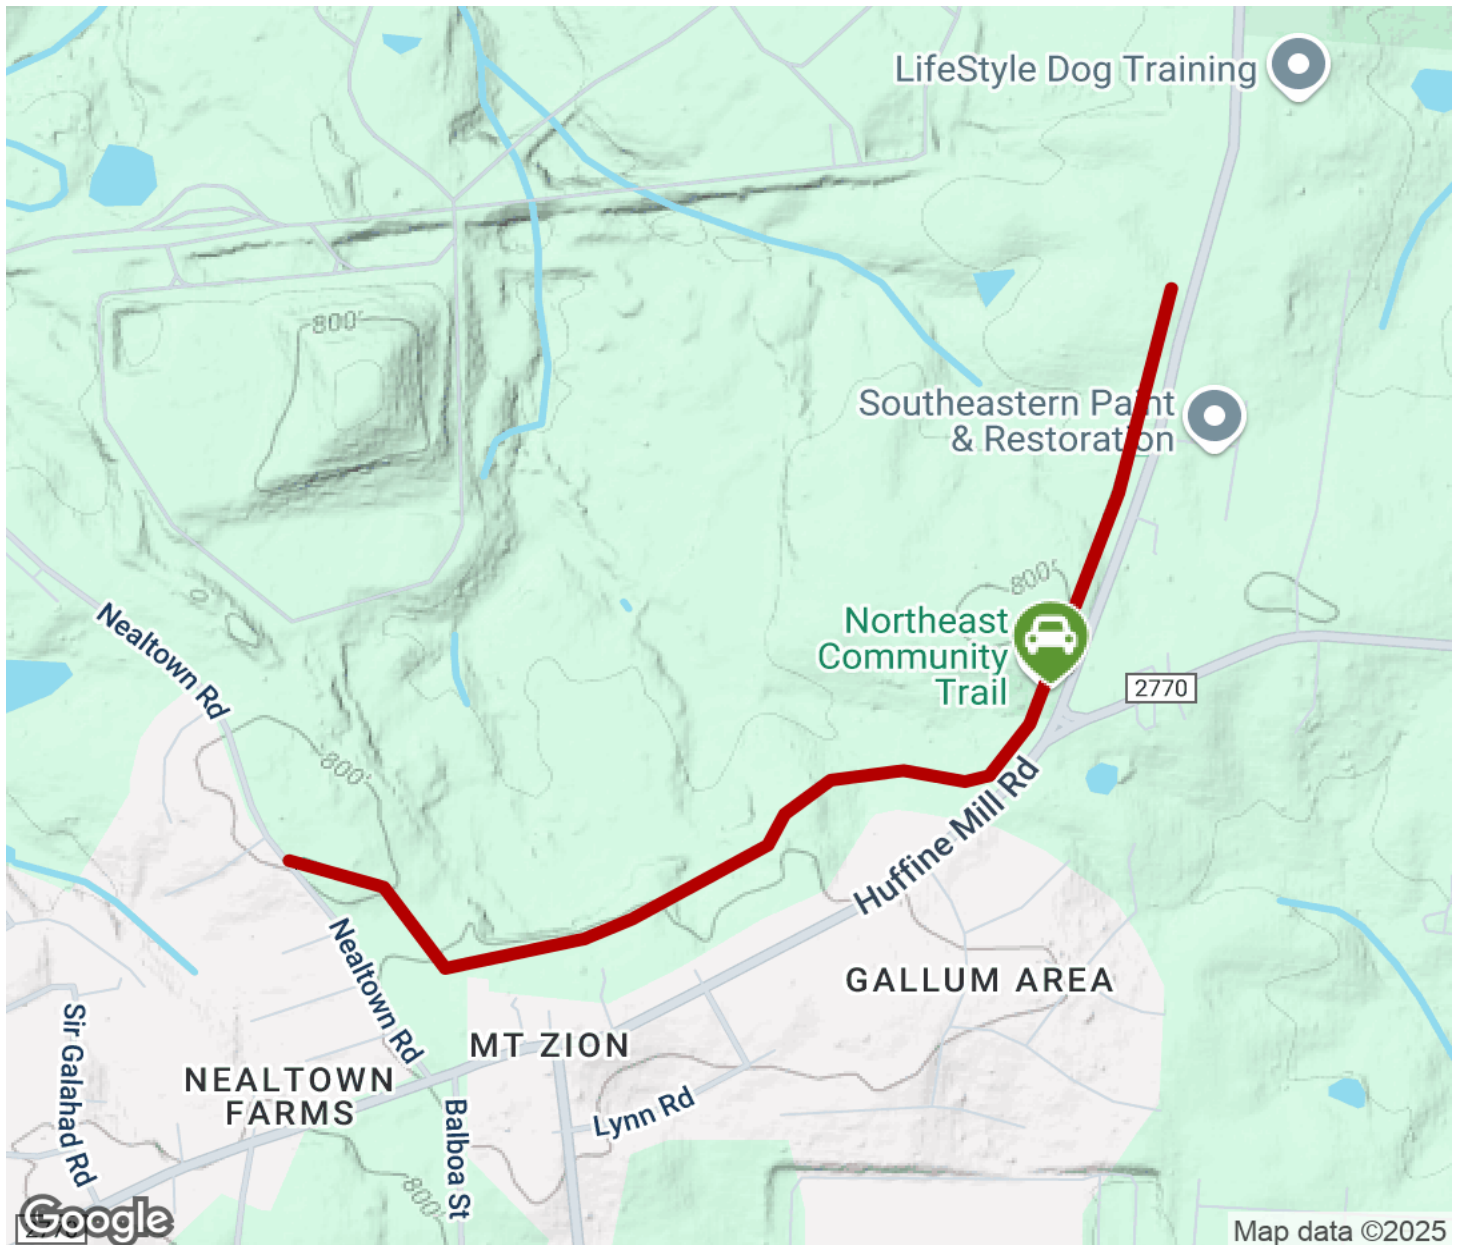 LifeStyle Dog Training
800'
Southeastern Paint
& Restoration
800'
Northeast
Community
Trail
Nealtown Rd
2770
800'
Huffine Mill Rd
Nealtown Rd
GALLUM AREA
MT ZION
Sir Galahad Rd
NEALTOWN
FARMS
Lynn Rd
Balboa St
800'
Google
2770
Map data ©2025